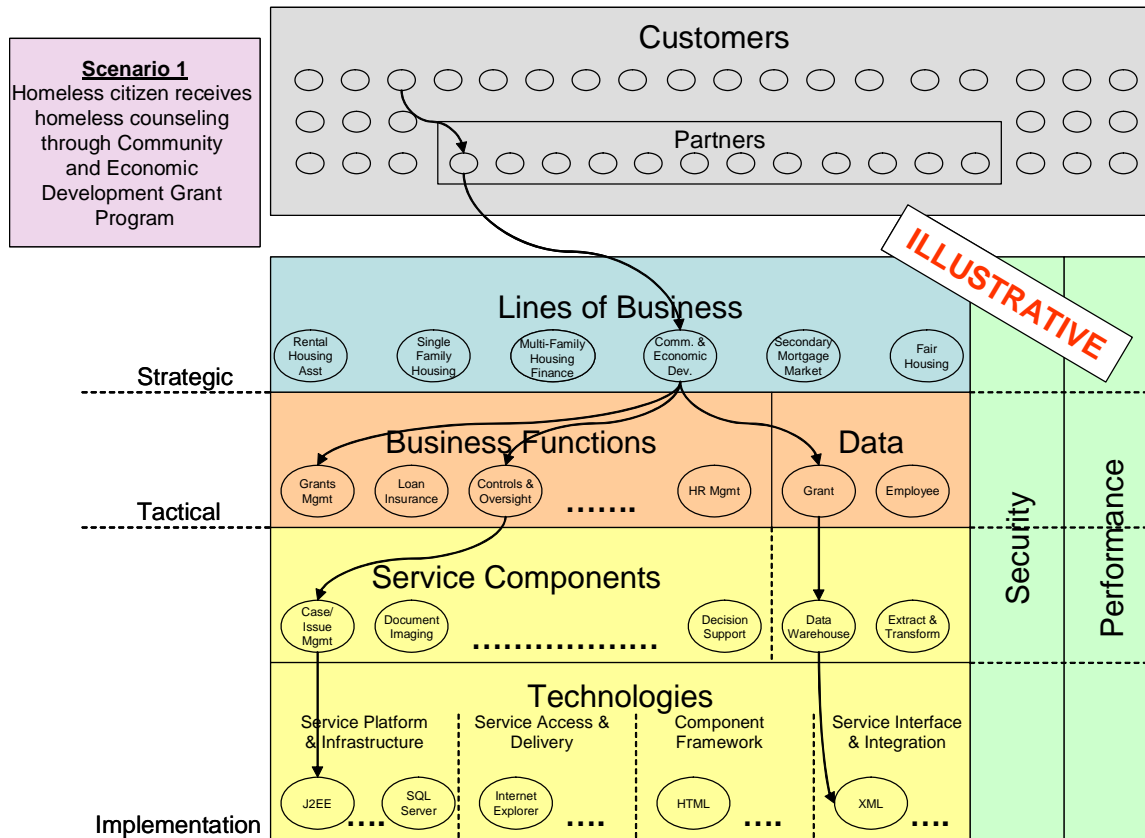 Scenario 1
Homeless citizen receives
homeless counseling
through Community
and Economic
Development Grant
Program
Customers
Partners
ILLUSTRATIVE
Lines of Business
Rental
Housing
Asst
Single
Family
Housing
Multi-Family
Housing
Finance
Comm. &
Economic
Dev.
Secondary
Mortgage
Market
Fair
Housing
Strategic
Business Functions
Data
Grants
Mgmt
Loan
Insurance
Controls &
Oversight
.......
HR Mgmt
Grant
Employee
Tactical
Service Components
Case/
Issue
Mgmt
Document
Imaging
..................
Decision
Support
Data
Warehouse
Extract &
Transform
Security
Performance
Technologies
Service Platform
& Infrastructure
Service Access &
Delivery
Component
Framework
Service Interface
& Integration
J2EE
....
SQL
Server
Internet
Explorer
....
HTML
....
XML
....
Implementation